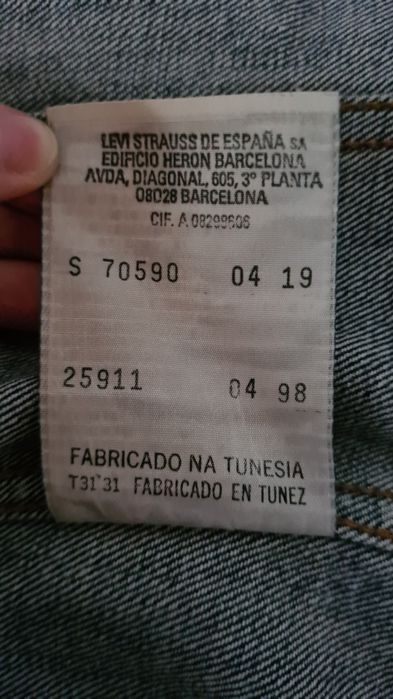 LEVI STRAUSS DE ESPAÑA SA
EDIFICIO HERON BARCELONA
AVDA, DIAGONAL, 605, 3º PLANTA
08028 BARCELONA
CIF. A
S 70590 04 19
25911 04 98
FABRICADO NA TUNESIA
T31"31 FABRICADO EN TUNEZ